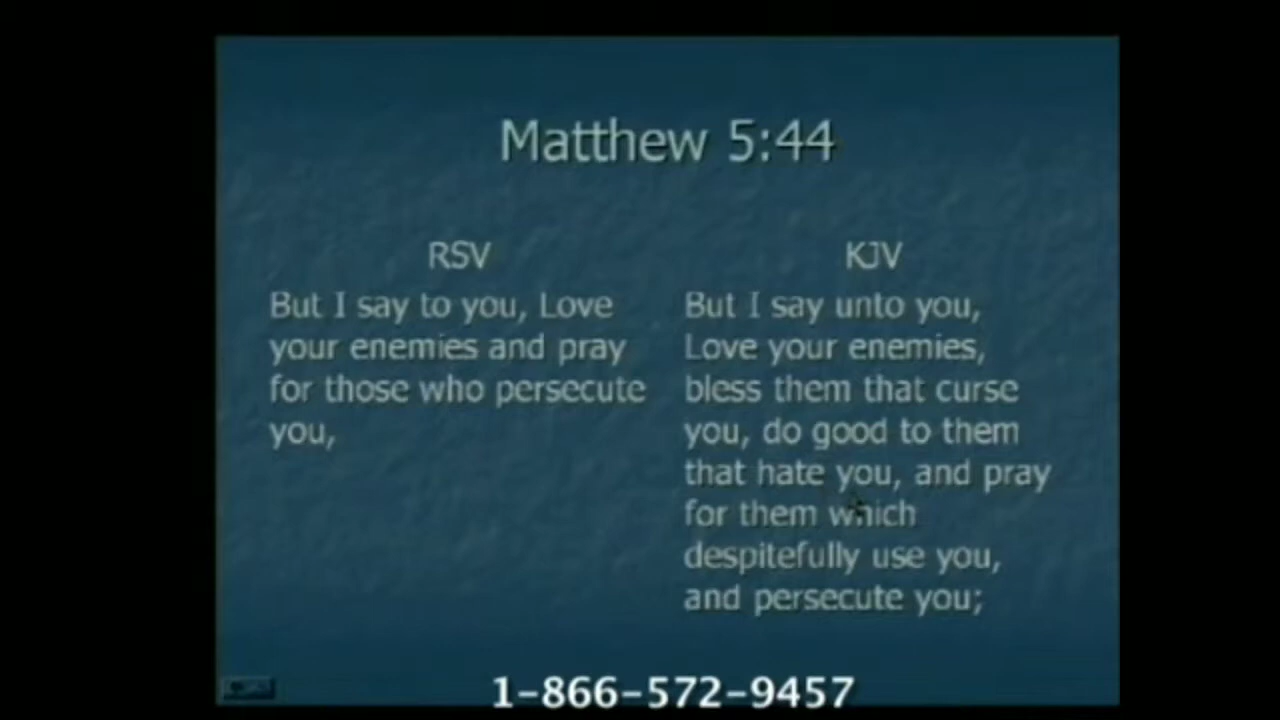 Matthew 5:44
RSV
But I say to you, Love
your enemies and pray
for those who persecute
you,
KJV
But I say unto you,
Love your enemies,
bless them that curse
you, do good to them
that hate you, and pray
for them which
despitefully use you,
and persecute you;
1-866-572-9457